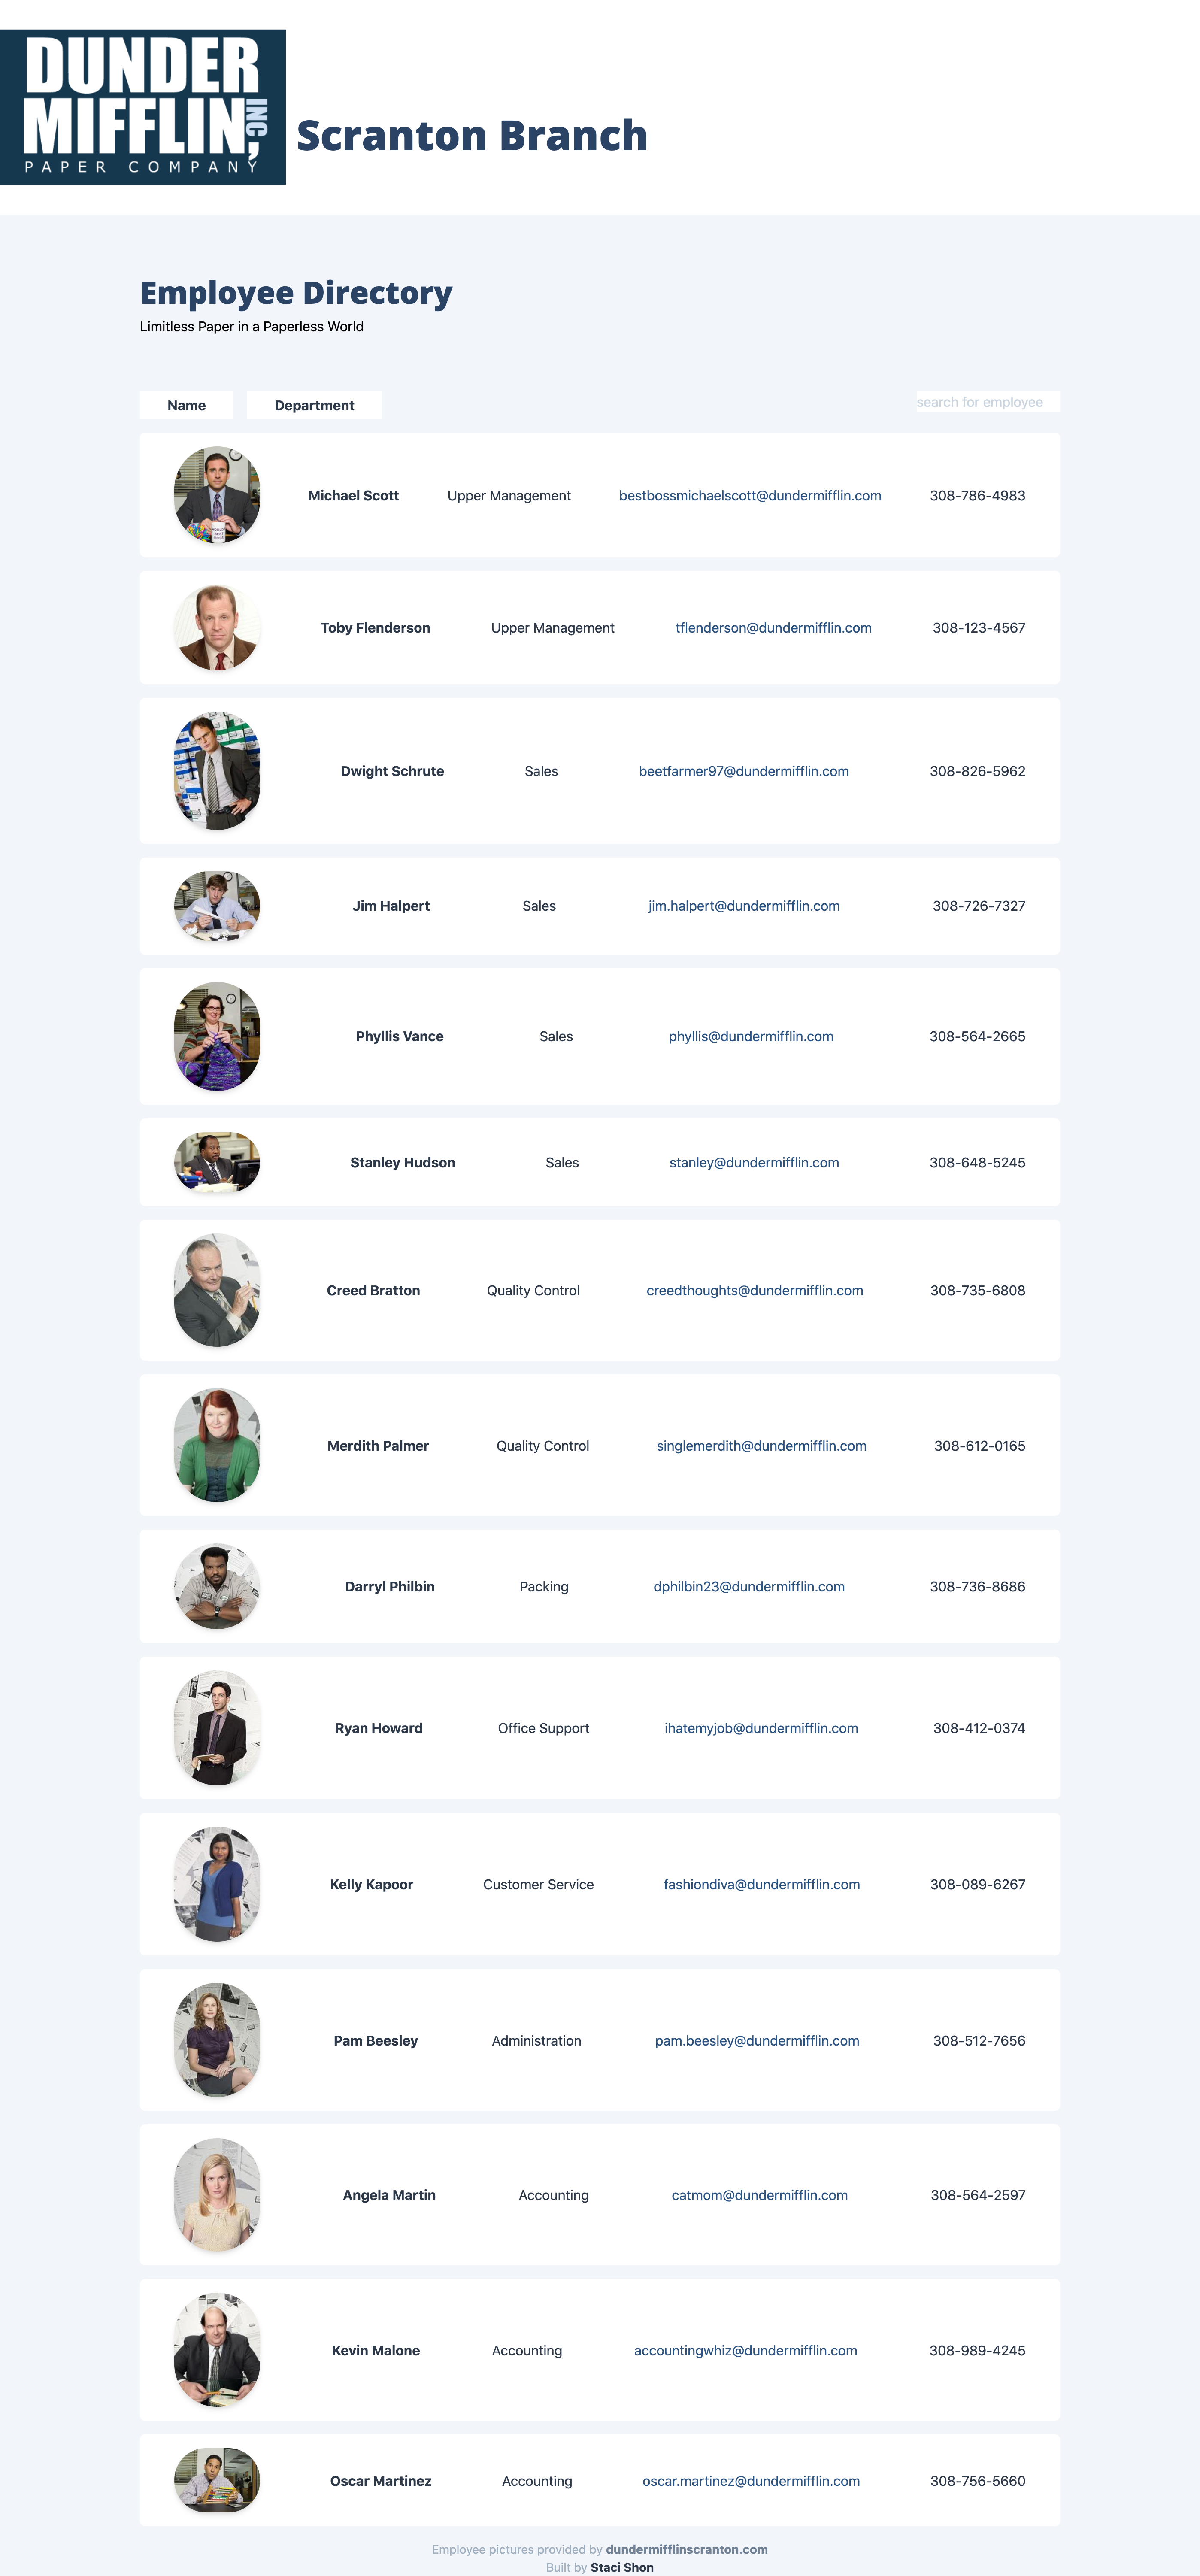 DUNDER
MIFFLIN, INC
PAPER COMPANY
Scranton Branch
Employee Directory
Limitless Paper in a Paperless World
Name Department search for employee
Michael Scott Upper Management bestbossmichaelscott@dundermifflin.com 308-786-4983
Toby Flenderson Upper Management tflenderson@dundermifflin.com 308-123-4567
Dwight Schrute Sales beetfarmer97@dundermifflin.com 308-826-5962
Jim Halpert Sales jim.halpert@dundermifflin.com 308-726-7327
Phyllis Vance Sales phyllis@dundermifflin.com 308-564-2665
Stanley Hudson Sales stanley@dundermifflin.com 308-648-5245
Creed Bratton Quality Control creedthoughts@dundermifflin.com 308-735-6808
Merdith Palmer Quality Control singlemerdith@dundermifflin.com 308-612-0165
Darryl Philbin Packing dphilbin23@dundermifflin.com 308-736-8686
Ryan Howard Office Support ihatemyjob@dundermifflin.com 308-412-0374
Kelly Kapoor Customer Service fashiondiva@dundermifflin.com 308-089-6267
Pam Beesley Administration pam.beesley@dundermifflin.com 308-512-7656
Angela Martin Accounting catmom@dundermifflin.com 308-564-2597
Kevin Malone Accounting accountingwhiz@dundermifflin.com 308-989-4245
Oscar Martinez Accounting oscar.martinez@dundermifflin.com 308-756-5660
Employee pictures provided by dundermifflinscranton.com
Built by Staci Shon